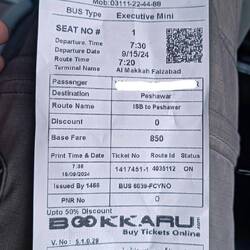 Mob: 03111-22-44-88
BUS Type Executive Mini
SEAT NO # 1
Departure. Time 7:30
Departure Date 9/15/24
Route Time 7:20
Terminal Name Al Makkah Faizabad
Passenger
Destination Peshawar
Route Name ISB to Peshawar
Discount 0
Base Fare 850
Print Time & Date Ticket No Route Id Status
7:38
15/09/2024 1417451-1 4035112 ON
Issued By 1466 BUS 6039-FCYNO
PNR No 0
Upto 50% Discount
BOOKKARU.com
Buy Tickets Online
V. No : 5.1.0.29